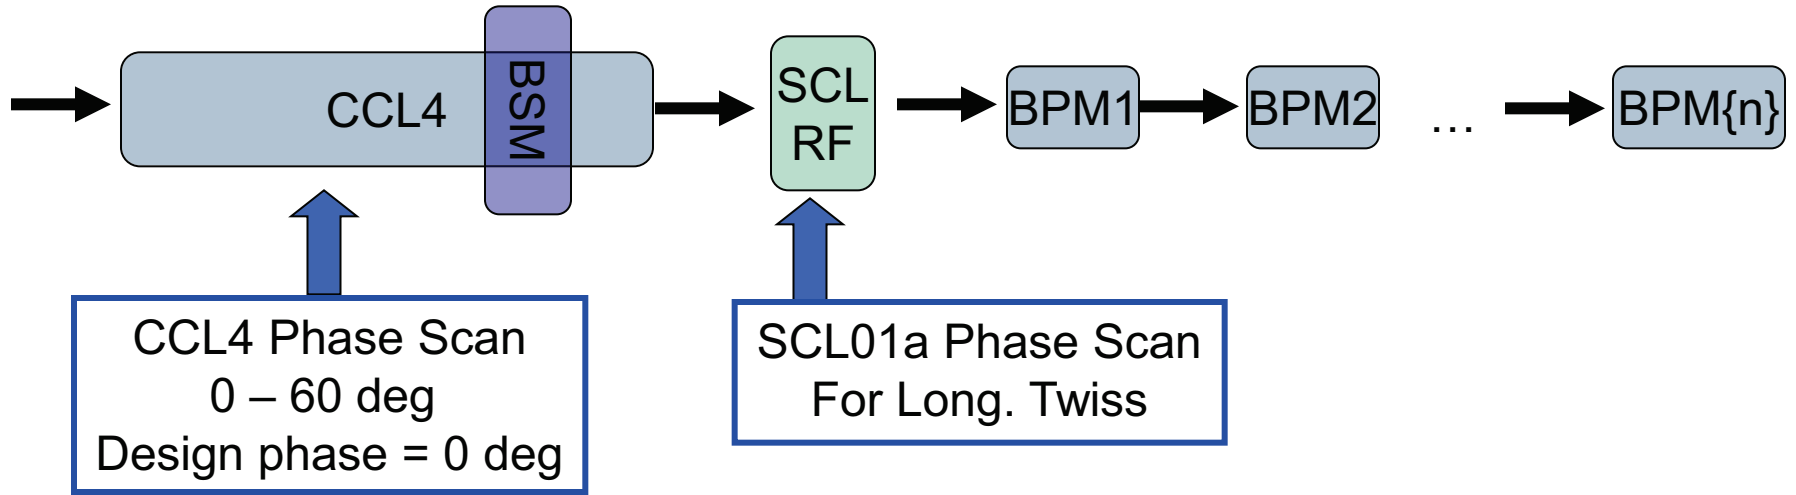 CCL4
BSM
SCL
RF
BPM1
BPM2
...
BPM{n}
CCL4 Phase Scan
0 – 60 deg
Design phase = 0 deg
SCL01a Phase Scan
For Long. Twiss